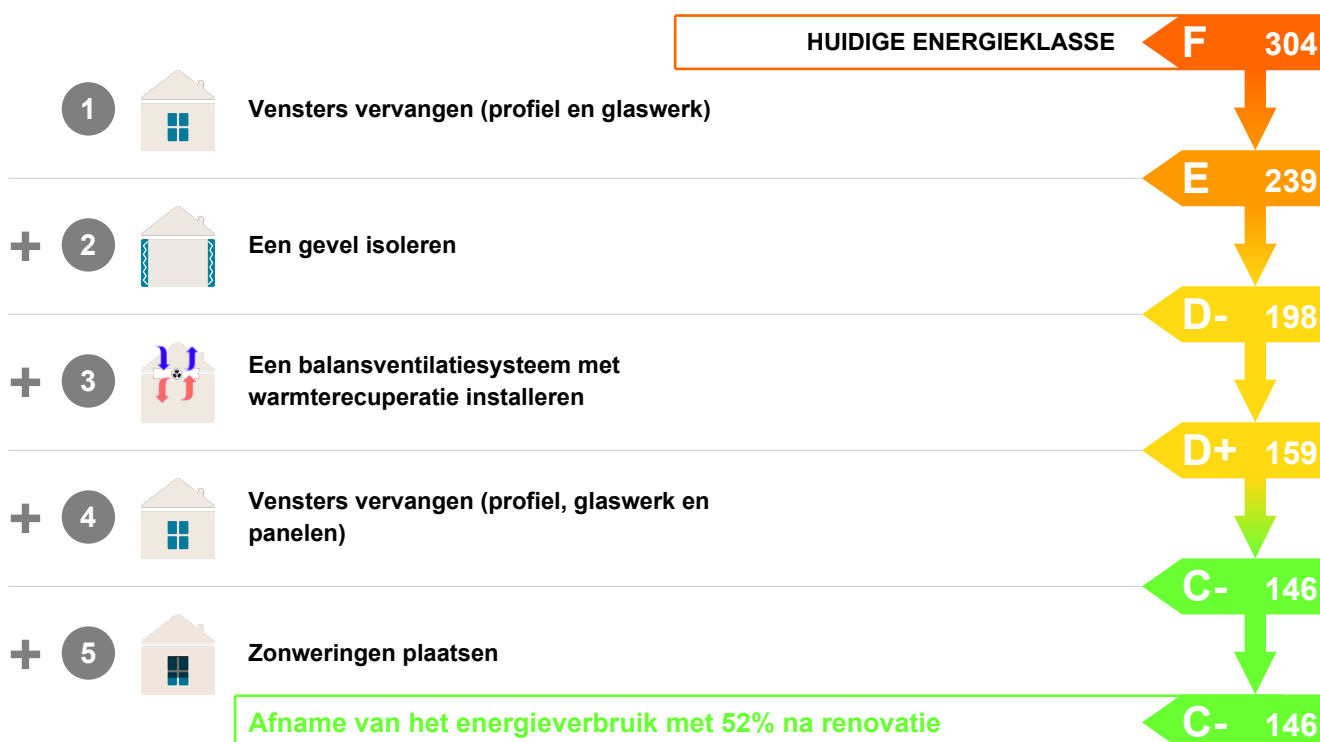 HUIDIGE ENERGIEKLASSE F 304
1 Vensters vervangen (profiel en glaswerk)
E 239
+ 2 Een gevel isoleren
D- 198
+ 3 Een balansventilatiesysteem met
warmterecuperatie installeren
D+ 159
+ 4 Vensters vervangen (profiel, glaswerk en
panelen)
C- 146
+ 5 Zonweringen plaatsen
Afname van het energieverbruik met 52% na renovatie C- 146